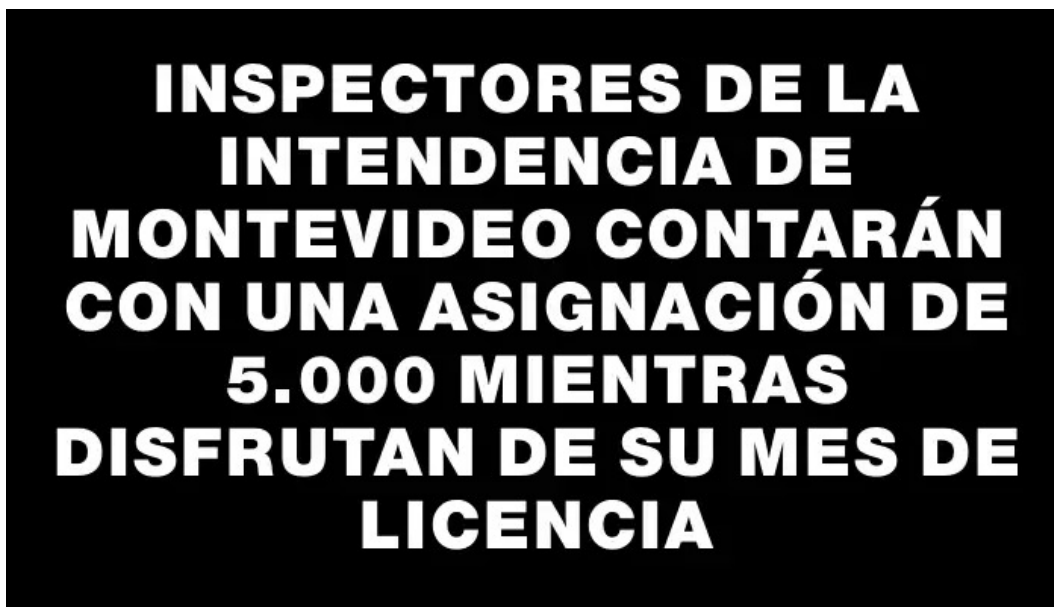 INSPECTORES DE LA
INTENDENCIA DE
MONTEVIDEO CONTARÁN
CON UNA ASIGNACIÓN DE
5.000 MIENTRAS
DISFRUTAN DE SU MES DE
LICENCIA